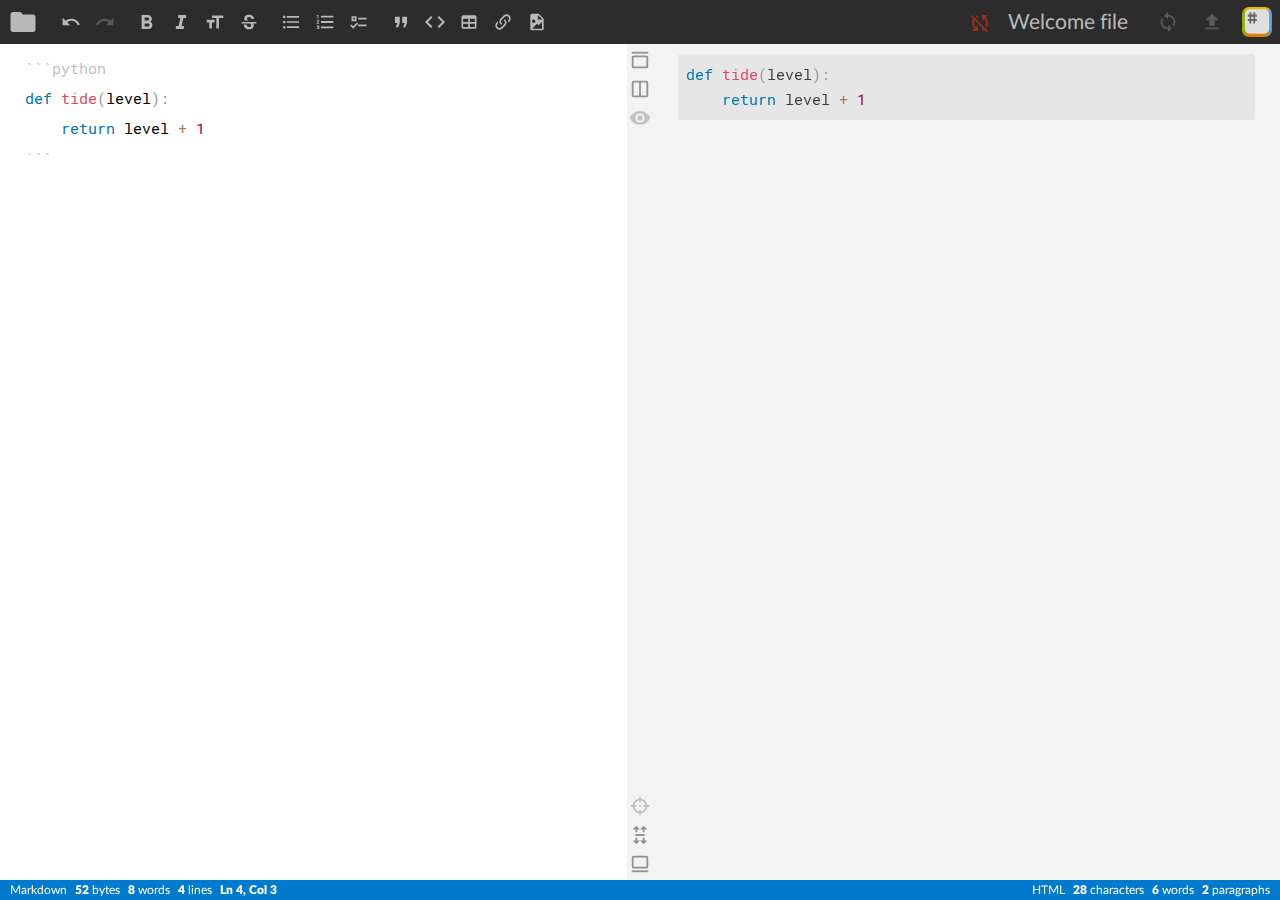 Welcome file
```python
def tide(level):
    return level + 1
```
def tide(level):
    return level + 1
Markdown 52 bytes 8 words 4 lines Ln 4, Col 3
HTML 28 characters 6 words 2 paragraphs